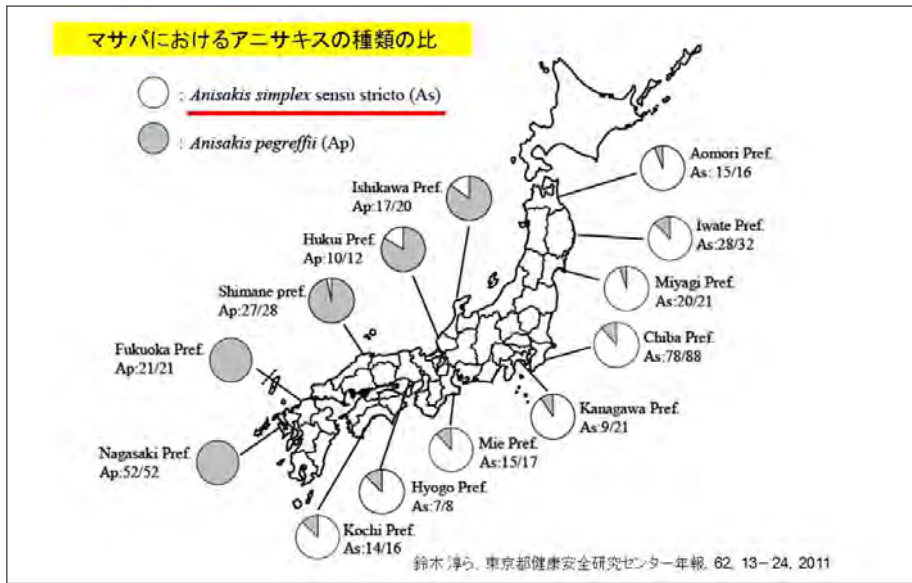 マサバにおけるアニサキスの種類の比
: Anisakis simplex sensu stricto (As)
: Anisakis pegreffii (Ap)
Ishikawa Pref.
Ap:17/20
Hukui Pref.
Ap:10/12
Shimane pref.
Ap:27/28
Fukuoka Pref.
Ap:21/21
Nagasaki Pref.
Ap:52/52
Aomori Pref.
As: 15/16
Iwate Pref.
As:28/32
Miyagi Pref.
As:20/21
Chiba Pref.
As:78/88
Kanagawa Pref.
As:9/21
Mie Pref.
As:15/17
Hyogo Pref.
As:7/8
Kochi Pref.
As:14/16
鈴木淳ら, 東京都健康安全研究センター年報, 62, 13-24, 2011